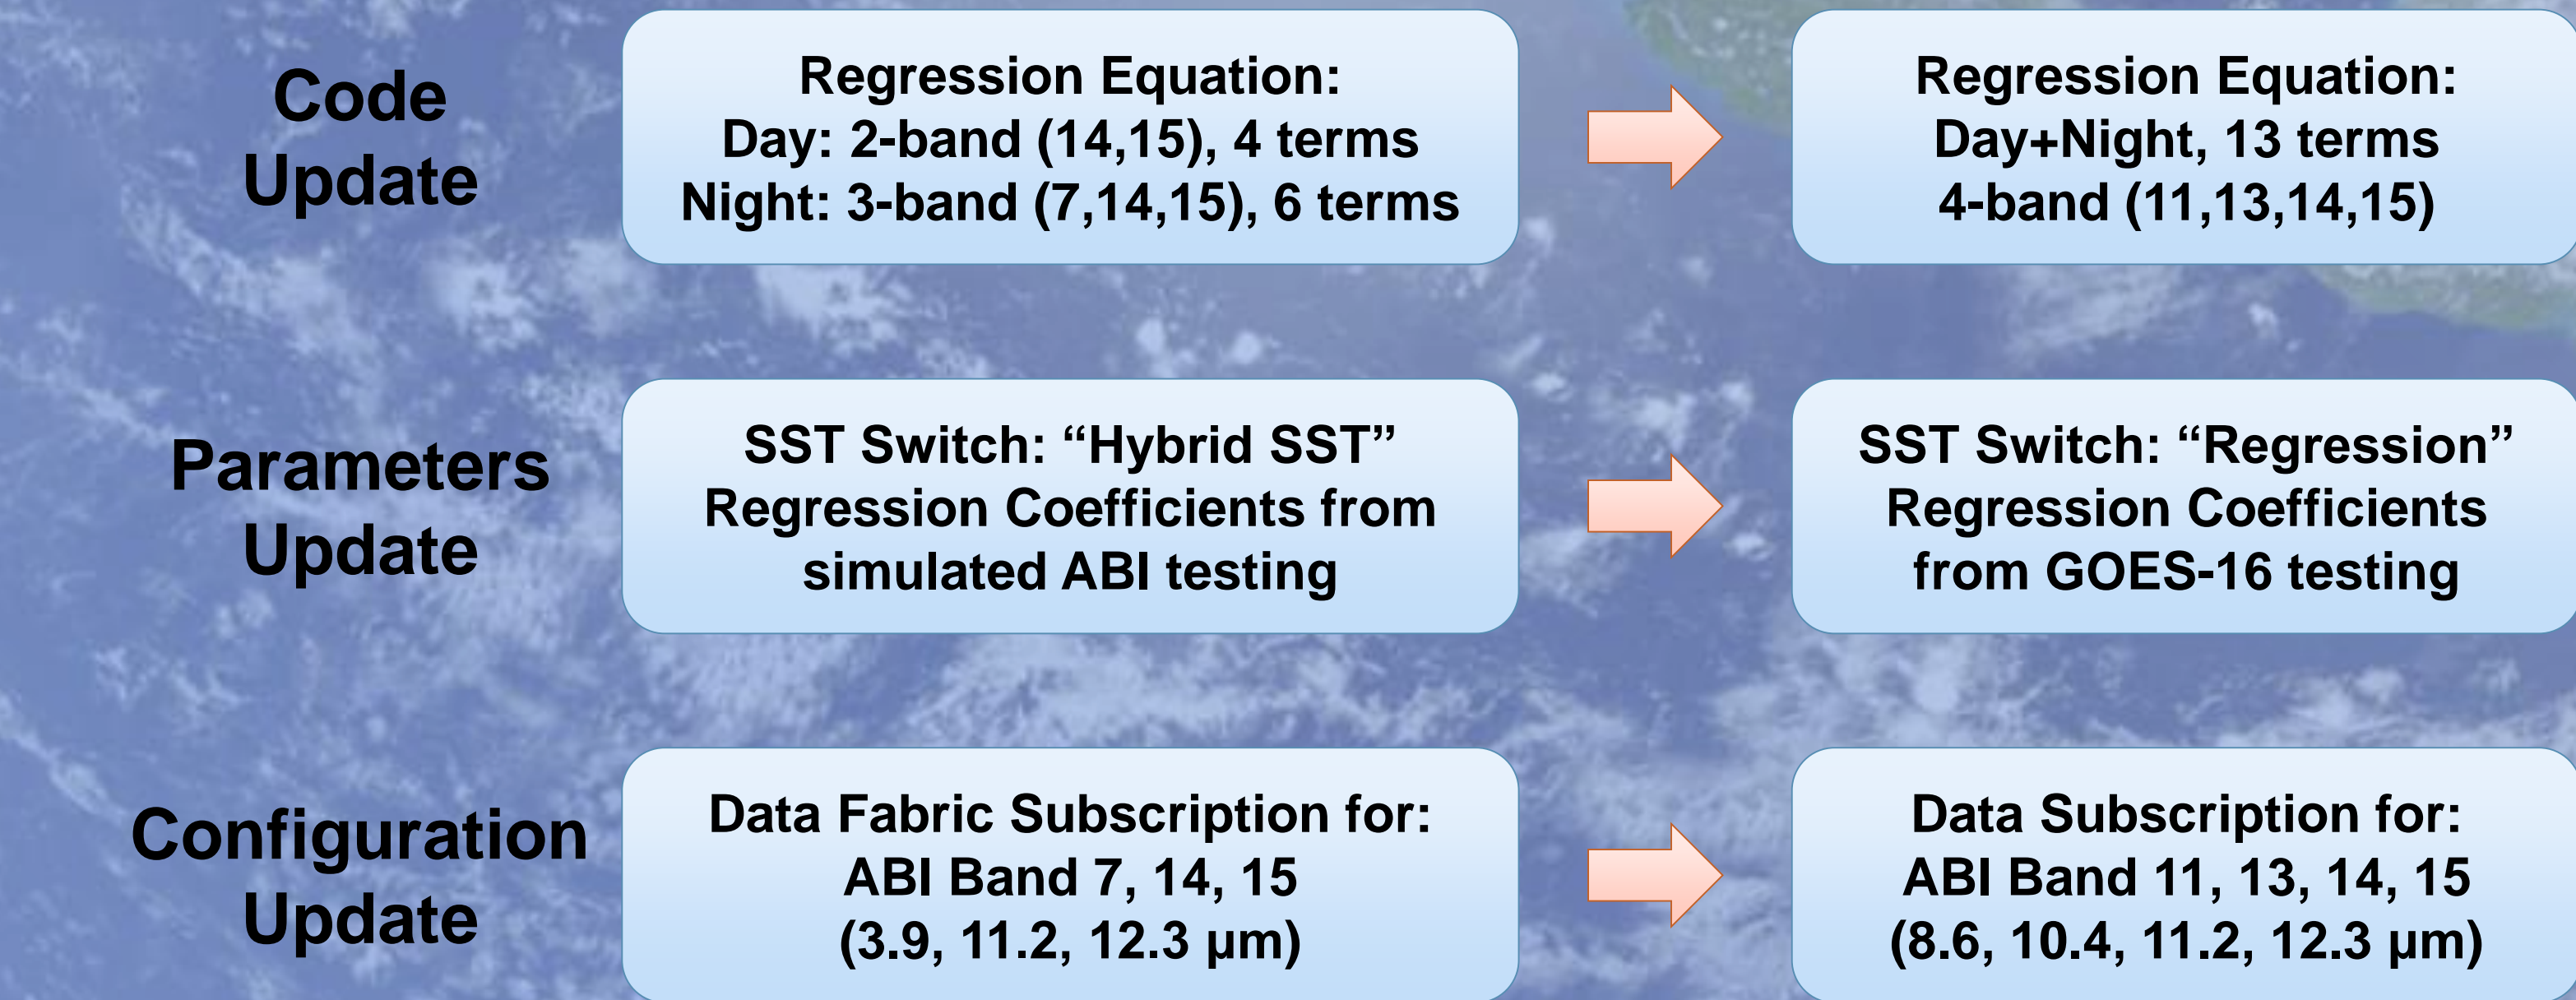 Code
Update
Regression Equation:
Day: 2-band (14,15), 4 terms
Night: 3-band (7,14,15), 6 terms
Regression Equation:
Day+Night, 13 terms
4-band (11,13,14,15)
Parameters
Update
SST Switch: “Hybrid SST”
Regression Coefficients from
simulated ABI testing
SST Switch: “Regression”
Regression Coefficients
from GOES-16 testing
Configuration
Update
Data Fabric Subscription for:
ABI Band 7, 14, 15
(3.9, 11.2, 12.3 µm)
Data Subscription for:
ABI Band 11, 13, 14, 15
(8.6, 10.4, 11.2, 12.3 µm)